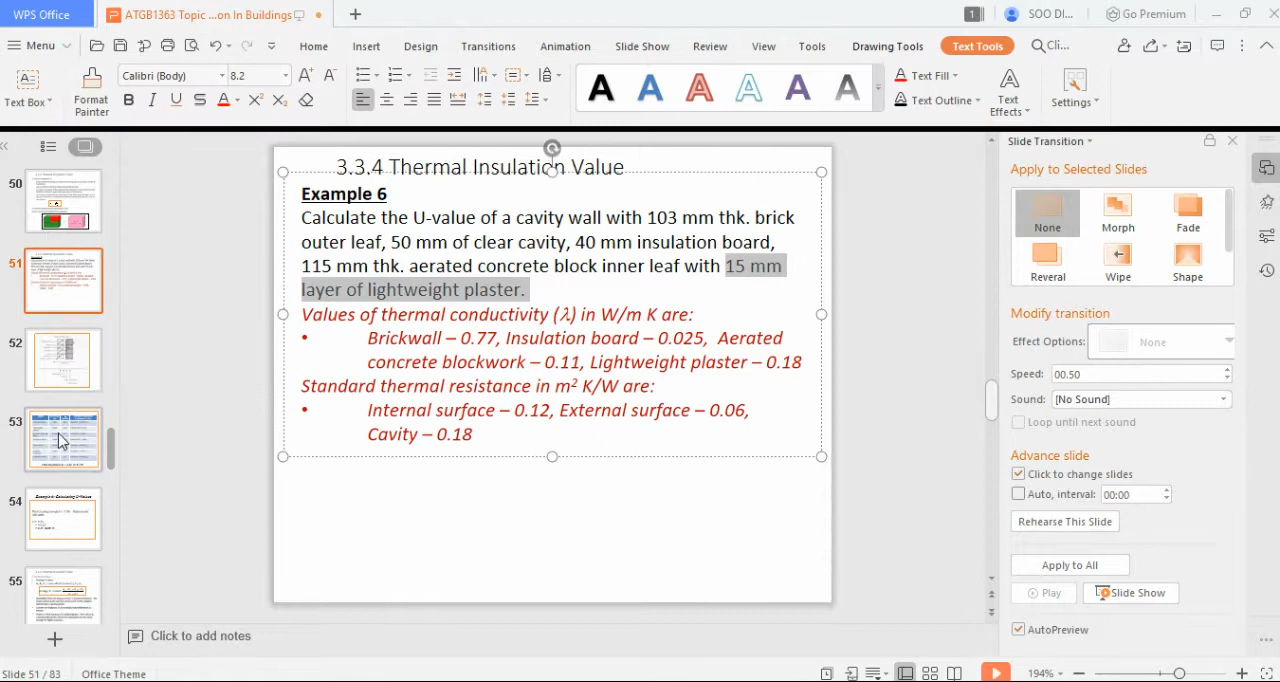 WPS Office
ATGB1363 Topic ...on In Buildings
1
SOO DI...
Go Premium
Menu
Home
Insert
Design
Transitions
Animation
Slide Show
Review
View
Tools
Drawing Tools
Text Tools
Cli...
Text Box
Format
Painter
Calibri (Body)
8.2
Text Fill
Text Outline
Text
Effects
Settings
50
51
52
53
54
55
3.3.4 Thermal Insulation Value
Example 6
Calculate the U-value of a cavity wall with 103 mm thk. brick
outer leaf, 50 mm of clear cavity, 40 mm insulation board,
115 mm thk. aerated concrete block inner leaf with 15 mm
layer of lightweight plaster.
Values of thermal conductivity (λ) in W/m K are:
• Brickwall – 0.77, Insulation board – 0.025, Aerated
concrete blockwork – 0.11, Lightweight plaster – 0.18
Standard thermal resistance in m² K/W are:
• Internal surface – 0.12, External surface – 0.06,
Cavity – 0.18
Click to add notes
Slide Transition
Apply to Selected Slides
None
Morph
Fade
Reveral
Wipe
Shape
Modify transition
Effect Options:
None
Speed:
00.50
Sound:
[No Sound]
Loop until next sound
Advance slide
Click to change slides
Auto, interval:
00:00
Rehearse This Slide
Apply to All
Play
Slide Show
AutoPreview
Slide 51 / 83
Office Theme
194%